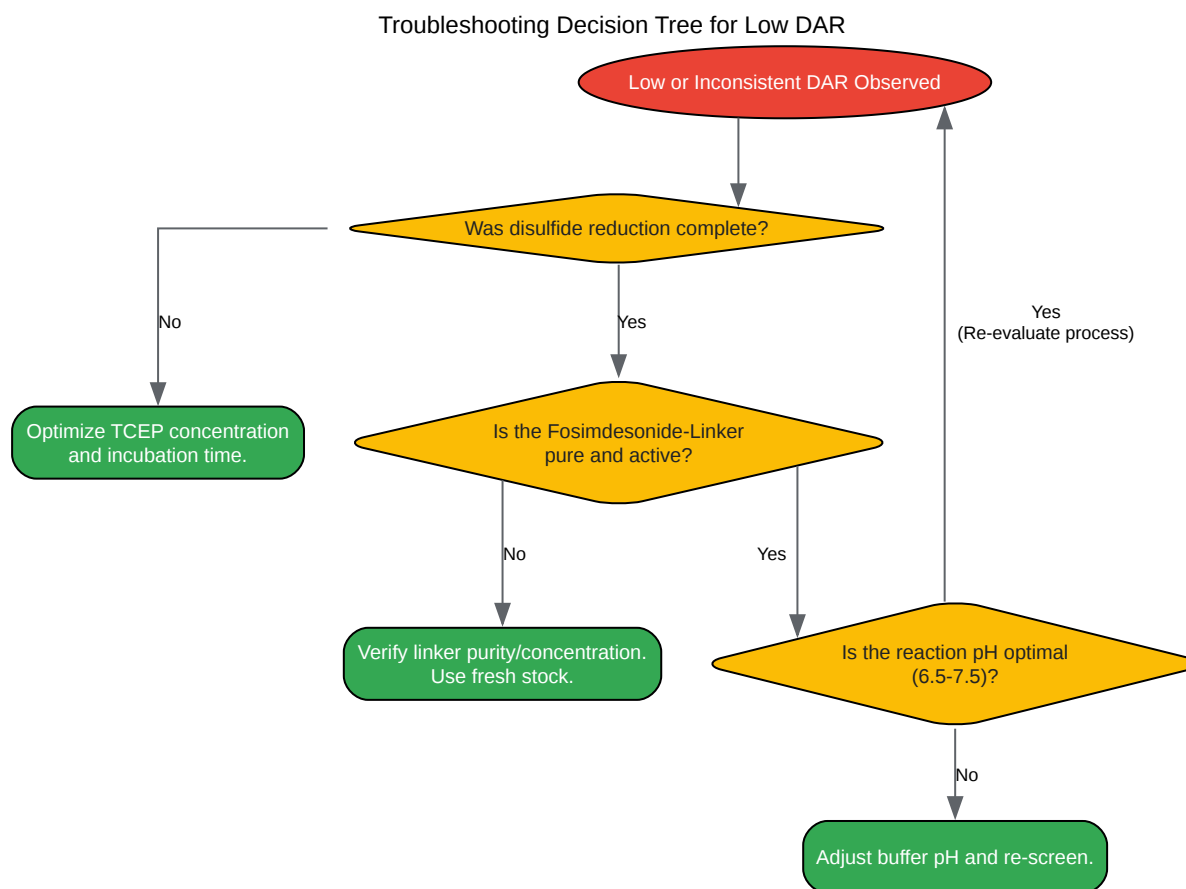 Troubleshooting Decision Tree for Low DAR
Low or Inconsistent DAR Observed
Was disulfide reduction complete?
No
Yes
Yes
(Re-evaluate process)
Optimize TCEP concentration
and incubation time.
Is the Fosimdesonide-Linker
pure and active?
No
Yes
Verify linker purity/concentration.
Use fresh stock.
Is the reaction pH optimal
(6.5-7.5)?
No
Adjust buffer pH and re-screen.